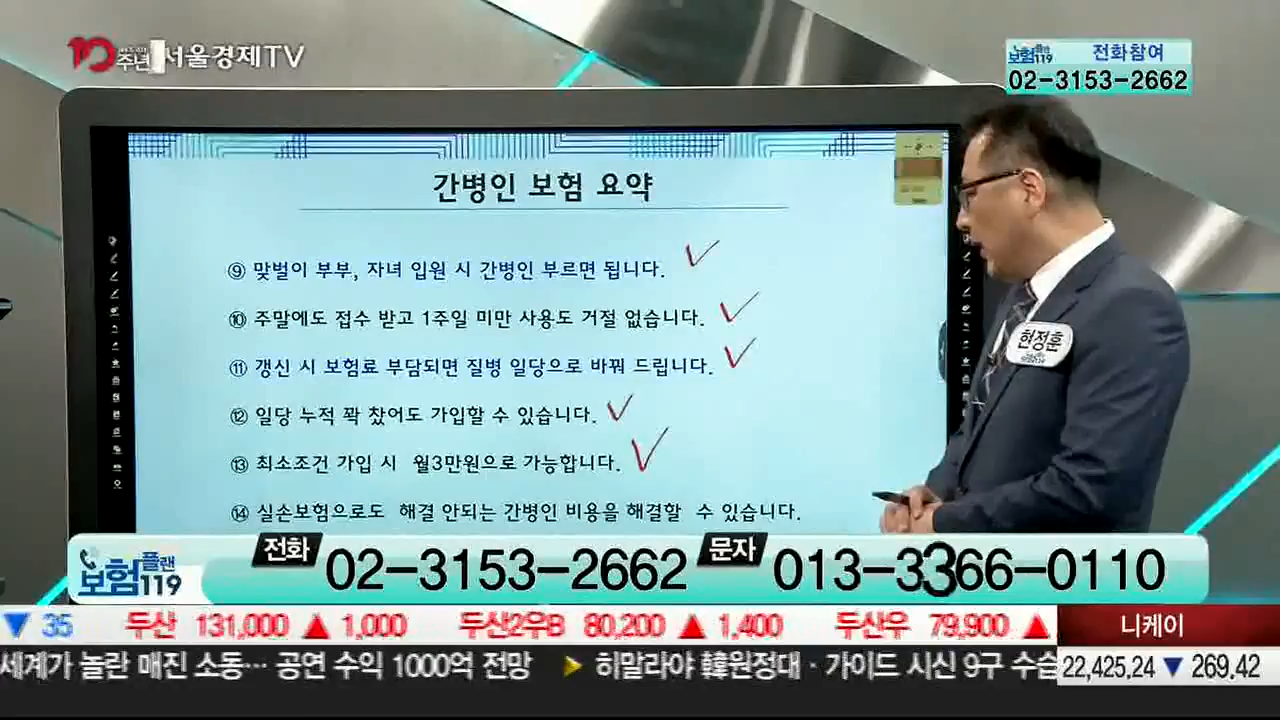 10주년 서울경제TV
보험플랜119 전화참여
02-3153-2662
간병인 보험 요약
⑨ 맞벌이 부부, 자녀 입원 시 간병인 부르면 됩니다.
⑩ 주말에도 접수 받고 1주일 미만 사용도 거절 없습니다.
⑪ 갱신 시 보험료 부담되면 질병 일당으로 바꿔 드립니다.
⑫ 일당 누적 꽉 찼어도 가입할 수 있습니다.
⑬ 최소조건 가입 시 월3만원으로 가능합니다.
⑭ 실손보험으로도 해결 안되는 간병인 비용을 해결할 수 있습니다.
현정훈
보험플랜119 전화 02-3153-2662 문자 013-3366-0110
▼ 35 두산 131,000 ▲ 1,000 두산2우B 80,200 ▲ 1,400 두산우 79,900 ▲ 니케이
세계가 놀란 매진 소동… 공연 수익 1000억 전망 ▶ 히말라야 韓원정대·가이드 시신 9구 수습 22,425.24 ▼ 269.42